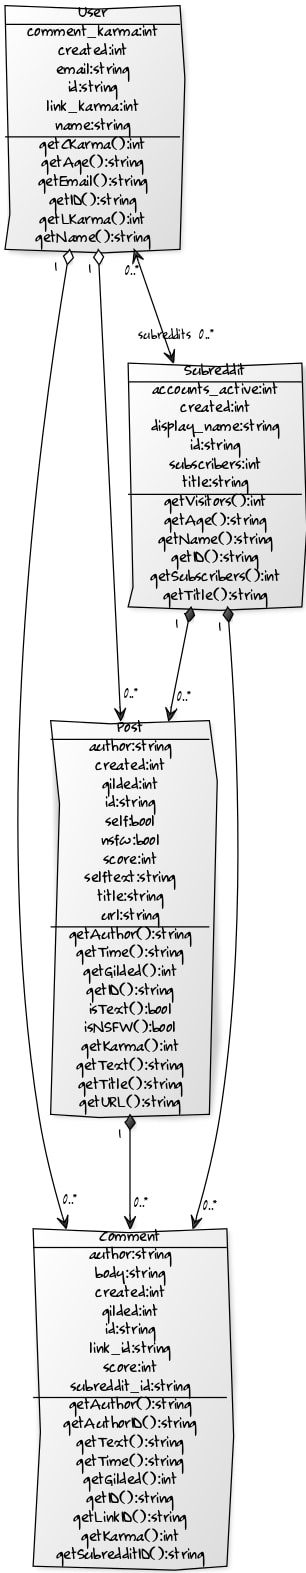 User
comment_karma:int
created:int
email:string
id:string
link_karma:int
name:string
getCKarma():int
getAge():string
getEmail():string
getID():string
getLKarma():int
getName():string
1
1
0..*
subreddits 0..*
Subreddit
accounts_active:int
created:int
display_name:string
id:string
subscribers:int
title:string
getVisitors():int
getAge():string
getName():string
getID():string
getSubscribers():int
getTitle():string
1
1
0..*
0..*
Post
author:string
created:int
gilded:int
id:string
self:bool
nsfw:bool
score:int
selftext:string
title:string
url:string
getAuthor():string
getTime():string
getGilded():int
getID():string
isText():bool
isNSFW():bool
getKarma():int
getText():string
getTitle():string
getURL():string
1
0..*
0..*
0..*
Comment
author:string
body:string
created:int
gilded:int
id:string
link_id:string
score:int
subreddit_id:string
getAuthor():string
getAuthorID():string
getText():string
getTime():string
getGilded():int
getID():string
getLinkID():string
getKarma():int
getSubredditID():string